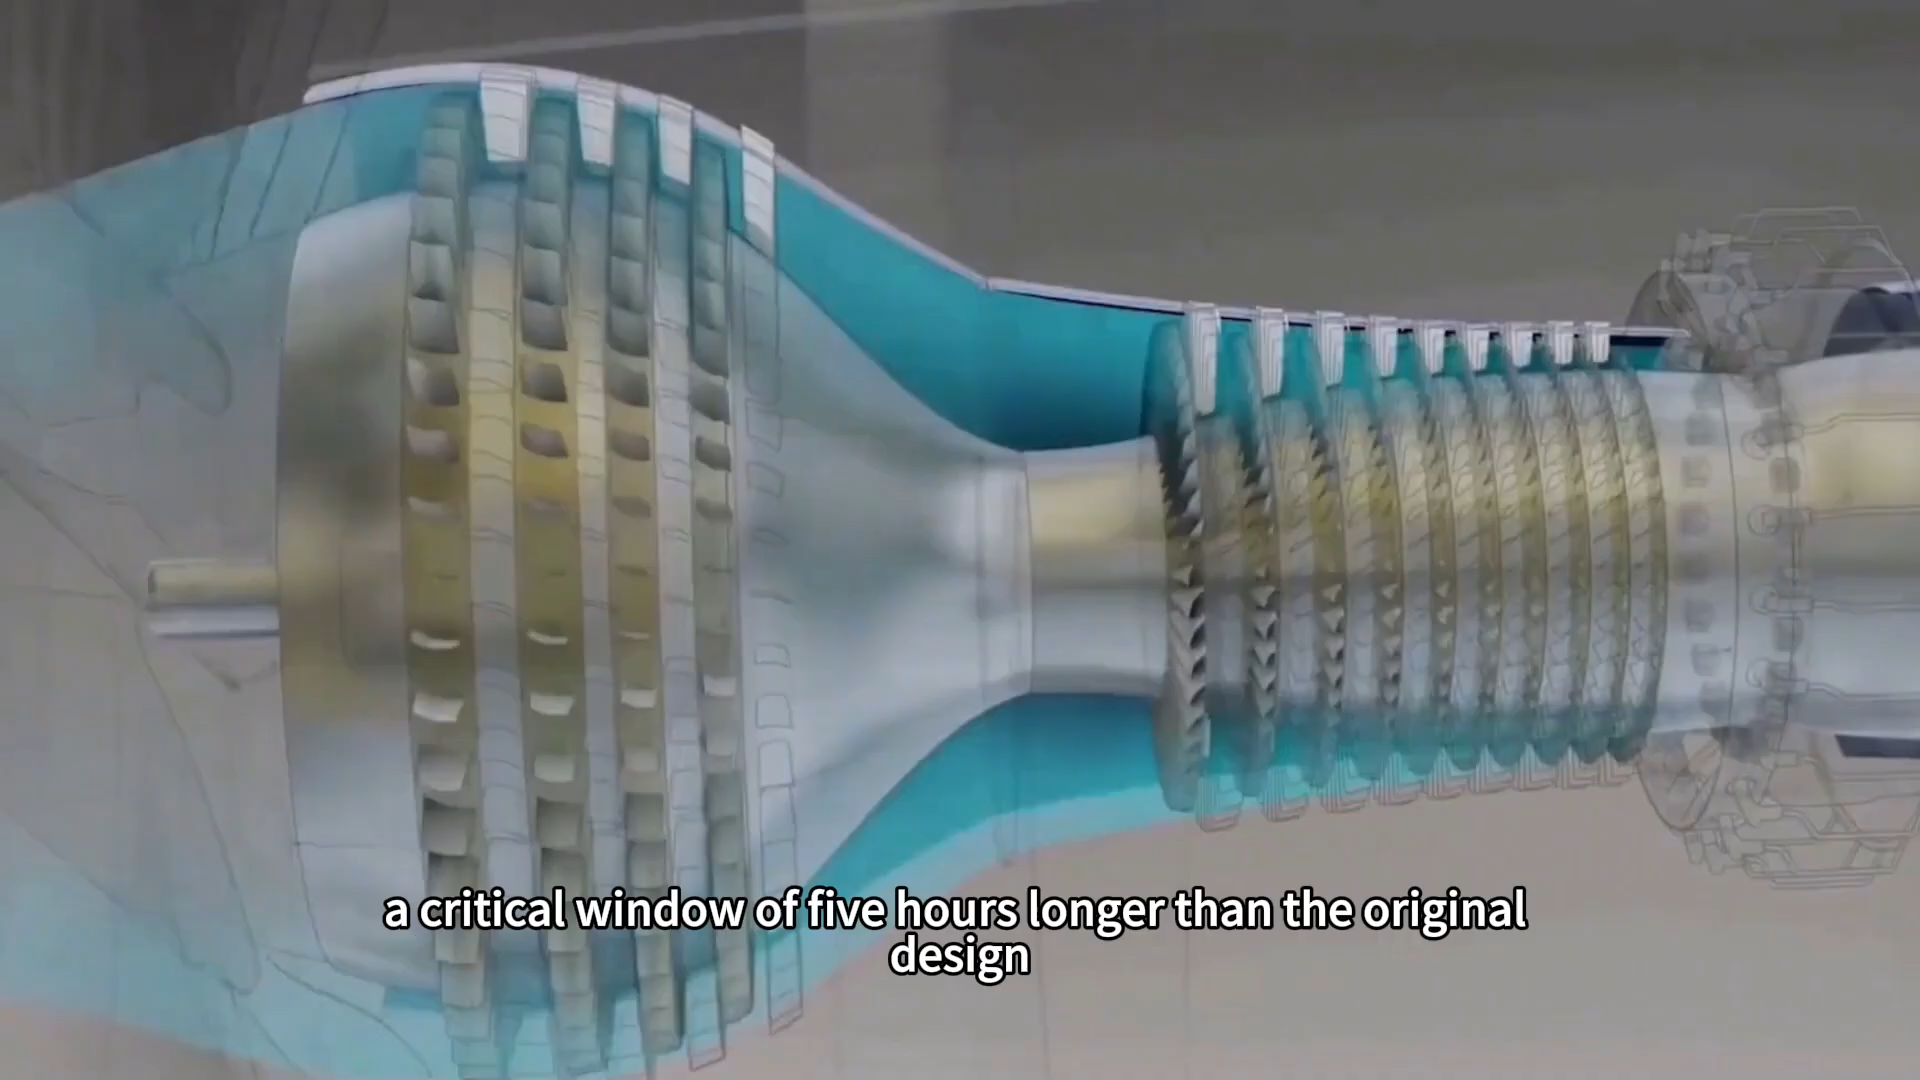 a critical window of five hours longer than the original
design